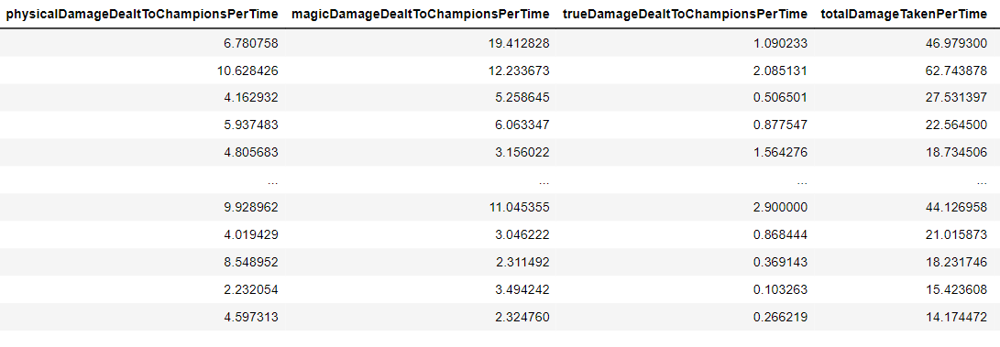 physicalDamageDealtToChampionsPerTime magicDamageDealtToChampionsPerTime trueDamageDealtToChampionsPerTime totalDamageTakenPerTime
6.780758 19.412828 1.090233 46.979300
10.628426 12.233673 2.085131 62.743878
4.162932 5.258645 0.506501 27.531397
5.937483 6.063347 0.877547 22.564500
4.805683 3.156022 1.564276 18.734506
... ... ... ...
9.928962 11.045355 2.900000 44.126958
4.019429 3.046222 0.868444 21.015873
8.548952 2.311492 0.369143 18.231746
2.232054 3.494242 0.103263 15.423608
4.597313 2.324760 0.266219 14.174472